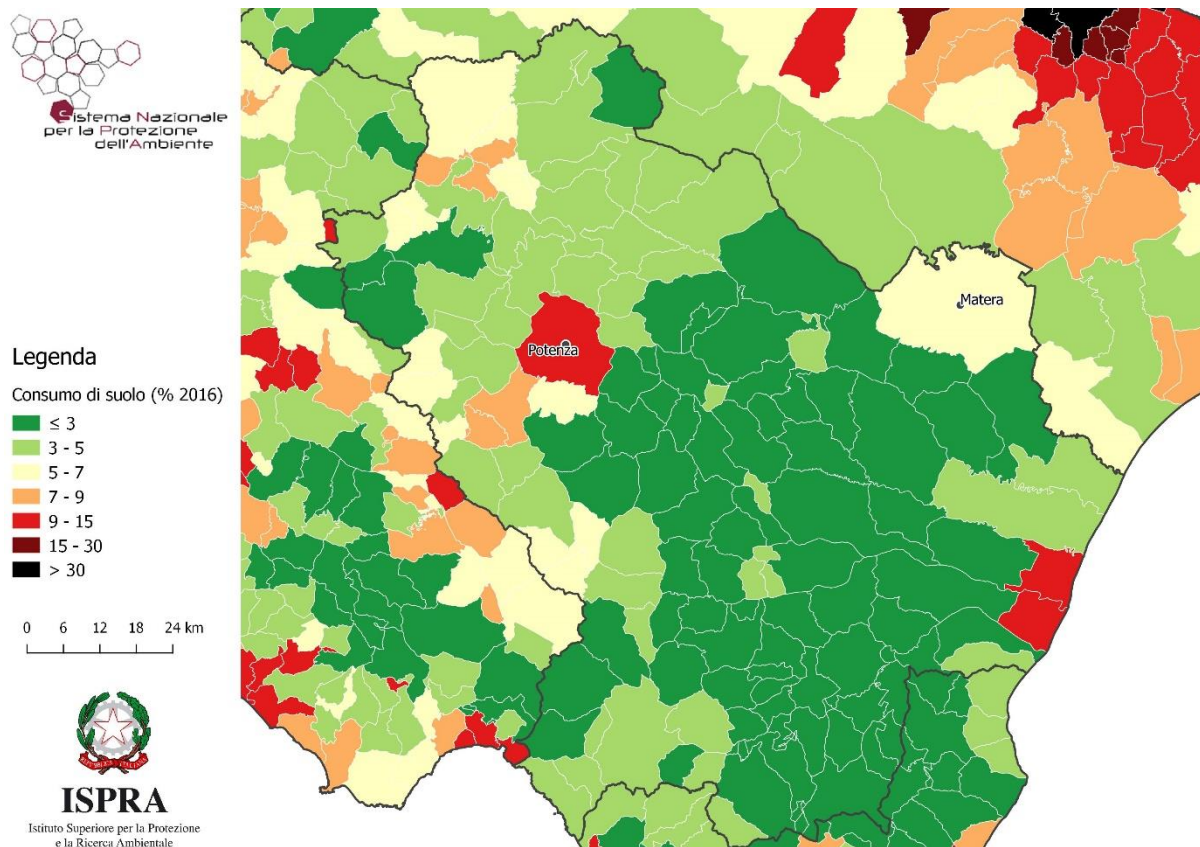 Sistema Nazionale
per la Protezione
dell'Ambiente
Legenda
Consumo di suolo (% 2016)
≤ 3
3 - 5
5 - 7
7 - 9
9 - 15
15 - 30
> 30
0 6 12 18 24 km
ISPRA
Istituto Superiore per la Protezione
e la Ricerca Ambientale
Potenza
Matera